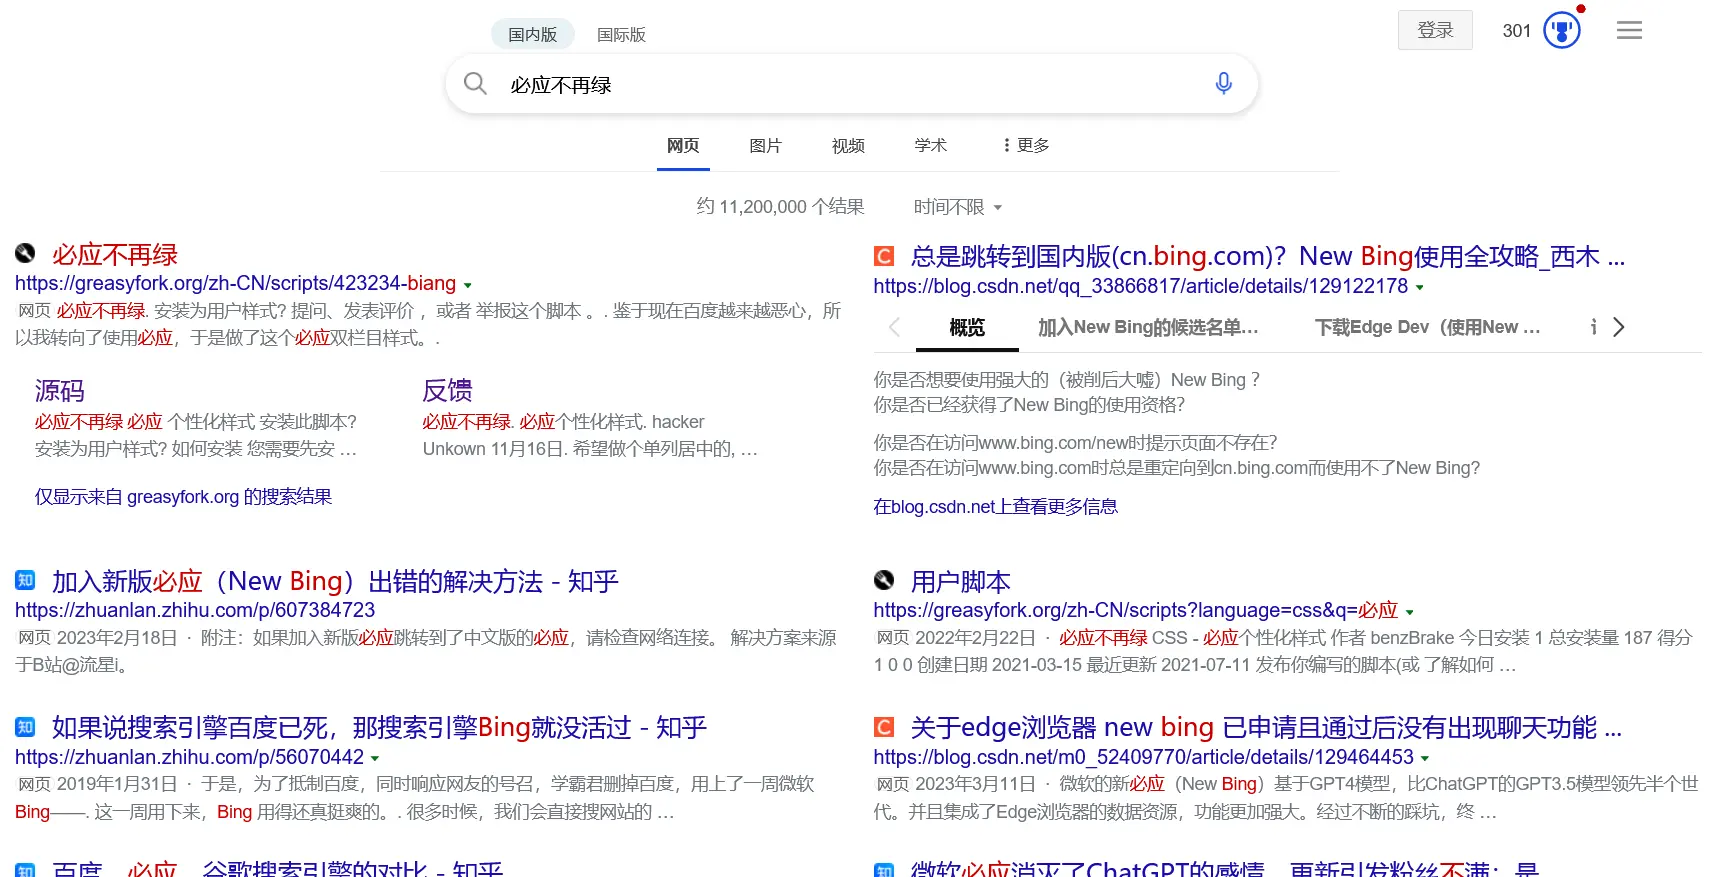 国内版 国际版
登录 301
必应不再绿
网页 图片 视频 学术 更多
约 11,200,000 个结果 时间不限
必应不再绿
https://greasyfork.org/zh-CN/scripts/423234-biang
网页 必应不再绿. 安装为用户样式? 提问、发表评价 ，或者 举报这个脚本 。. 鉴于现在百度越来越恶心，所
以我转向了使用必应，于是做了这个必应双栏目样式。.
源码
必应不再绿 必应 个性化样式 安装此脚本?
安装为用户样式? 如何安装 您需要先安 ...
反馈
必应不再绿. 必应个性化样式. hacker
Unkown 11月16日. 希望做个单列居中的, ...
仅显示来自 greasyfork.org 的搜索结果
总是跳转到国内版(cn.bing.com)？New Bing使用全攻略_西木 ...
https://blog.csdn.net/qq_33866817/article/details/129122178
概览 加入New Bing的候选名单... 下载Edge Dev（使用New ...
你是否想要使用强大的（被削后大嘘）New Bing ?
你是否已经获得了New Bing的使用资格?
你是否在访问www.bing.com/new时提示页面不存在?
你是否在访问www.bing.com时总是重定向到cn.bing.com而使用不了New Bing?
在blog.csdn.net上查看更多信息
知 加入新版必应（New Bing）出错的解决方法 - 知乎
https://zhuanlan.zhihu.com/p/607384723
网页 2023年2月18日 · 附注：如果加入新版必应跳转到了中文版的必应，请检查网络连接。 解决方案来源
于B站@流星i。
用户脚本
https://greasyfork.org/zh-CN/scripts?language=css&q=必应
网页 2022年2月22日 · 必应不再绿 CSS - 必应个性化样式 作者 benzBrake 今日安装 1 总安装量 187 得分
1 0 0 创建日期 2021-03-15 最近更新 2021-07-11 发布你编写的脚本(或 了解如何 ...
知 如果说搜索引擎百度已死，那搜索引擎Bing就没活过 - 知乎
https://zhuanlan.zhihu.com/p/56070442
网页 2019年1月31日 · 于是，为了抵制百度，同时响应网友的号召，学霸君删掉百度，用上了一周微软
Bing——. 这一周用下来，Bing 用得还真挺爽的。. 很多时候，我们会直接搜网站的 ...
C 关于edge浏览器 new bing 已申请且通过后没有出现聊天功能 ...
https://blog.csdn.net/m0_52409770/article/details/129464453
网页 2023年3月11日 · 微软的新必应（New Bing）基于GPT4模型，比ChatGPT的GPT3.5模型领先半个世
代。并且集成了Edge浏览器的数据资源，功能更加强大。经过不断的踩坑，终 ...
知 百度、必应、谷歌搜索引擎的对比 - 知乎
知 微软必应消灭了ChatGPT的感情，更新引发粉丝不满：是